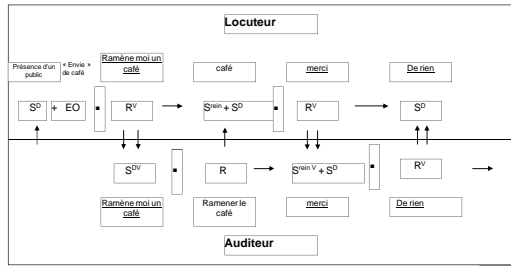 Locuteur
Présence d'un
public
« Envie »
de café
Ramène moi un
café
café
merci
De rien
S^D + EO ▪ R^V S^rein + S^D ▪ R^V S^D
S^DV ▪ R S^rein V + S^D ▪ R^V
Ramène moi un
café
Ramener le
café
merci
De rien
Auditeur